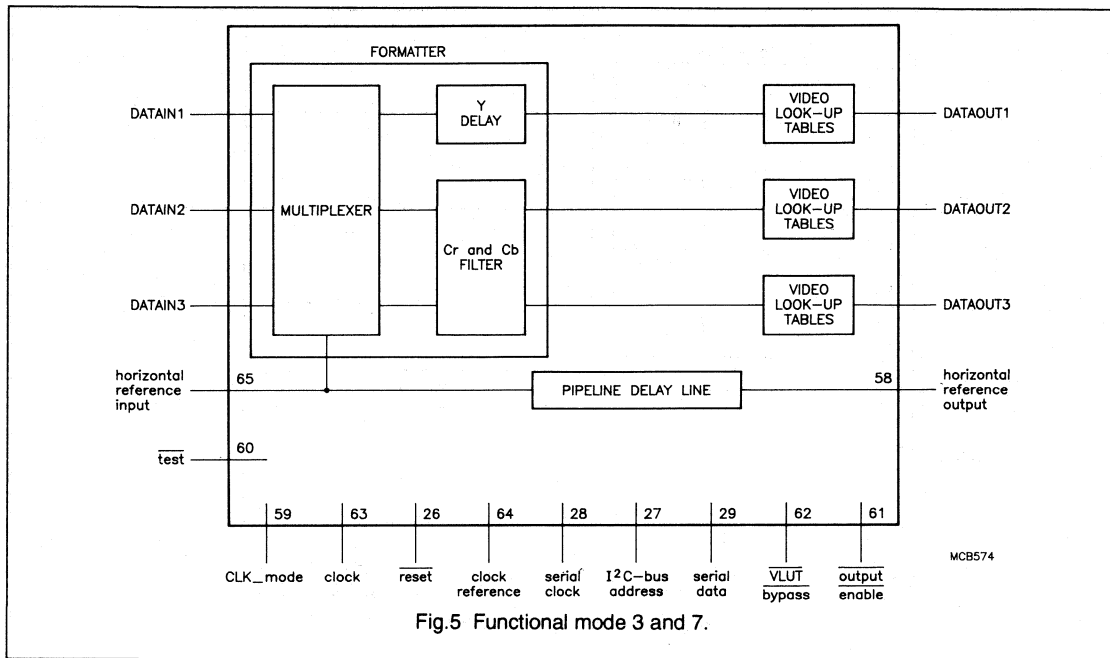 FORMATTER
DATAIN1
Y
DELAY
VIDEO
LOOK-UP
TABLES
DATAOUT1
DATAIN2
MULTIPLEXER
Cr and Cb
FILTER
VIDEO
LOOK-UP
TABLES
DATAOUT2
DATAIN3
VIDEO
LOOK-UP
TABLES
DATAOUT3
horizontal
reference
input
65
PIPELINE DELAY LINE
58
horizontal
reference
output
test
60
59
63
26
64
28
27
29
62
61
CLK_mode
clock
reset
clock
reference
serial
clock
I²C-bus
address
serial
data
VLUT
bypass
output
enable
MCB574
Fig.5 Functional mode 3 and 7.